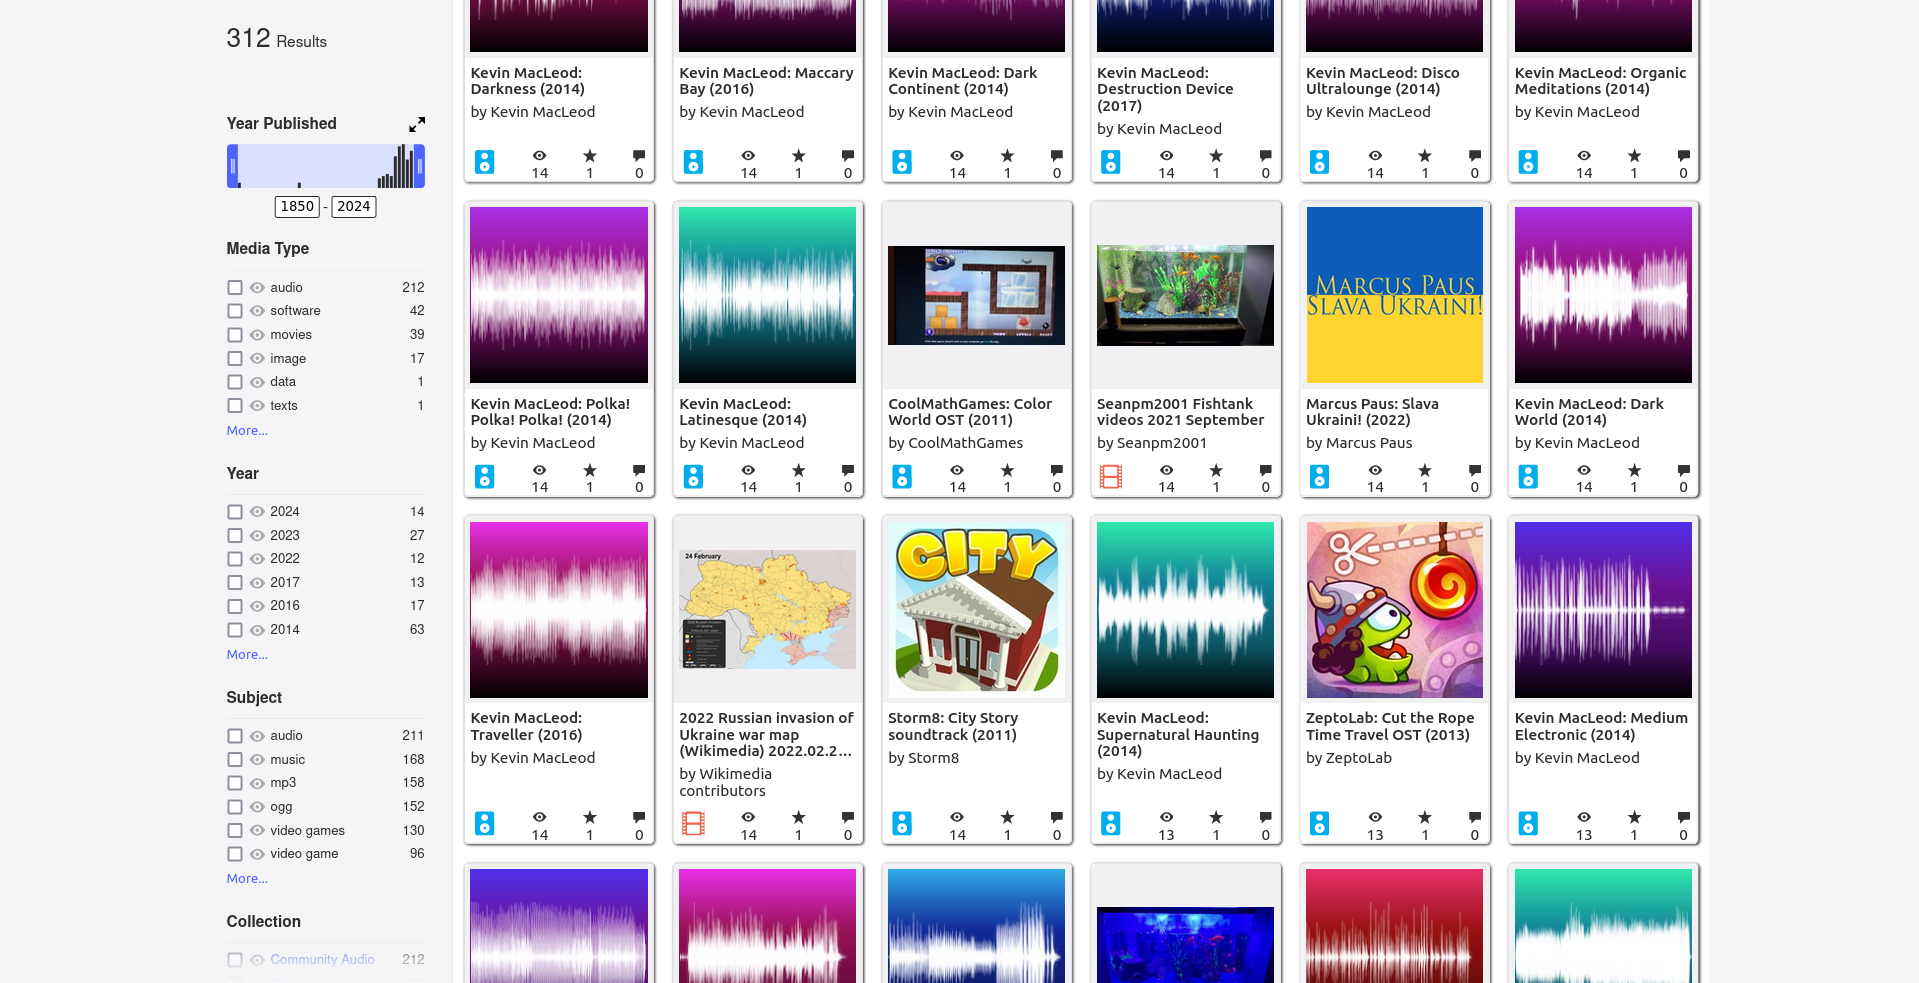 312 Results
Year Published
1850 - 2024
Media Type
audio 212
software 42
movies 39
image 17
data 1
texts 1
More...
Year
2024 14
2023 27
2022 12
2017 13
2016 17
2014 63
More...
Subject
audio 211
music 168
mp3 158
ogg 152
video games 130
video game 96
More...
Collection
Community Audio 212
Kevin MacLeod:
Darkness (2014)
by Kevin MacLeod
14 1 0
Kevin MacLeod: Maccary
Bay (2016)
by Kevin MacLeod
14 1 0
Kevin MacLeod: Dark
Continent (2014)
by Kevin MacLeod
14 1 0
Kevin MacLeod:
Destruction Device
(2017)
by Kevin MacLeod
14 1 0
Kevin MacLeod: Disco
Ultralounge (2014)
by Kevin MacLeod
14 1 0
Kevin MacLeod: Organic
Meditations (2014)
by Kevin MacLeod
14 1 0
Kevin MacLeod: Polka!
Polka! Polka! (2014)
by Kevin MacLeod
14 1 0
Kevin MacLeod:
Latinesque (2014)
by Kevin MacLeod
14 1 0
CoolMathGames: Color
World OST (2011)
by CoolMathGames
14 1 0
Seanpm2001 Fishtank
videos 2021 September
by Seanpm2001
14 1 0
MARCUS PAUS
SLAVA UKRAINI!
Marcus Paus: Slava
Ukraini! (2022)
by Marcus Paus
14 1 0
Kevin MacLeod: Dark
World (2014)
by Kevin MacLeod
14 1 0
Kevin MacLeod:
Traveller (2016)
by Kevin MacLeod
14 1 0
24 February
2022 Russian invasion of
Ukraine war map
(Wikimedia) 2022.02.2...
by Wikimedia
contributors
14 1 0
CITY
Storm8: City Story
soundtrack (2011)
by Storm8
14 1 0
Kevin MacLeod:
Supernatural Haunting
(2014)
by Kevin MacLeod
13 1 0
ZeptoLab: Cut the Rope
Time Travel OST (2013)
by ZeptoLab
13 1 0
Kevin MacLeod: Medium
Electronic (2014)
by Kevin MacLeod
13 1 0